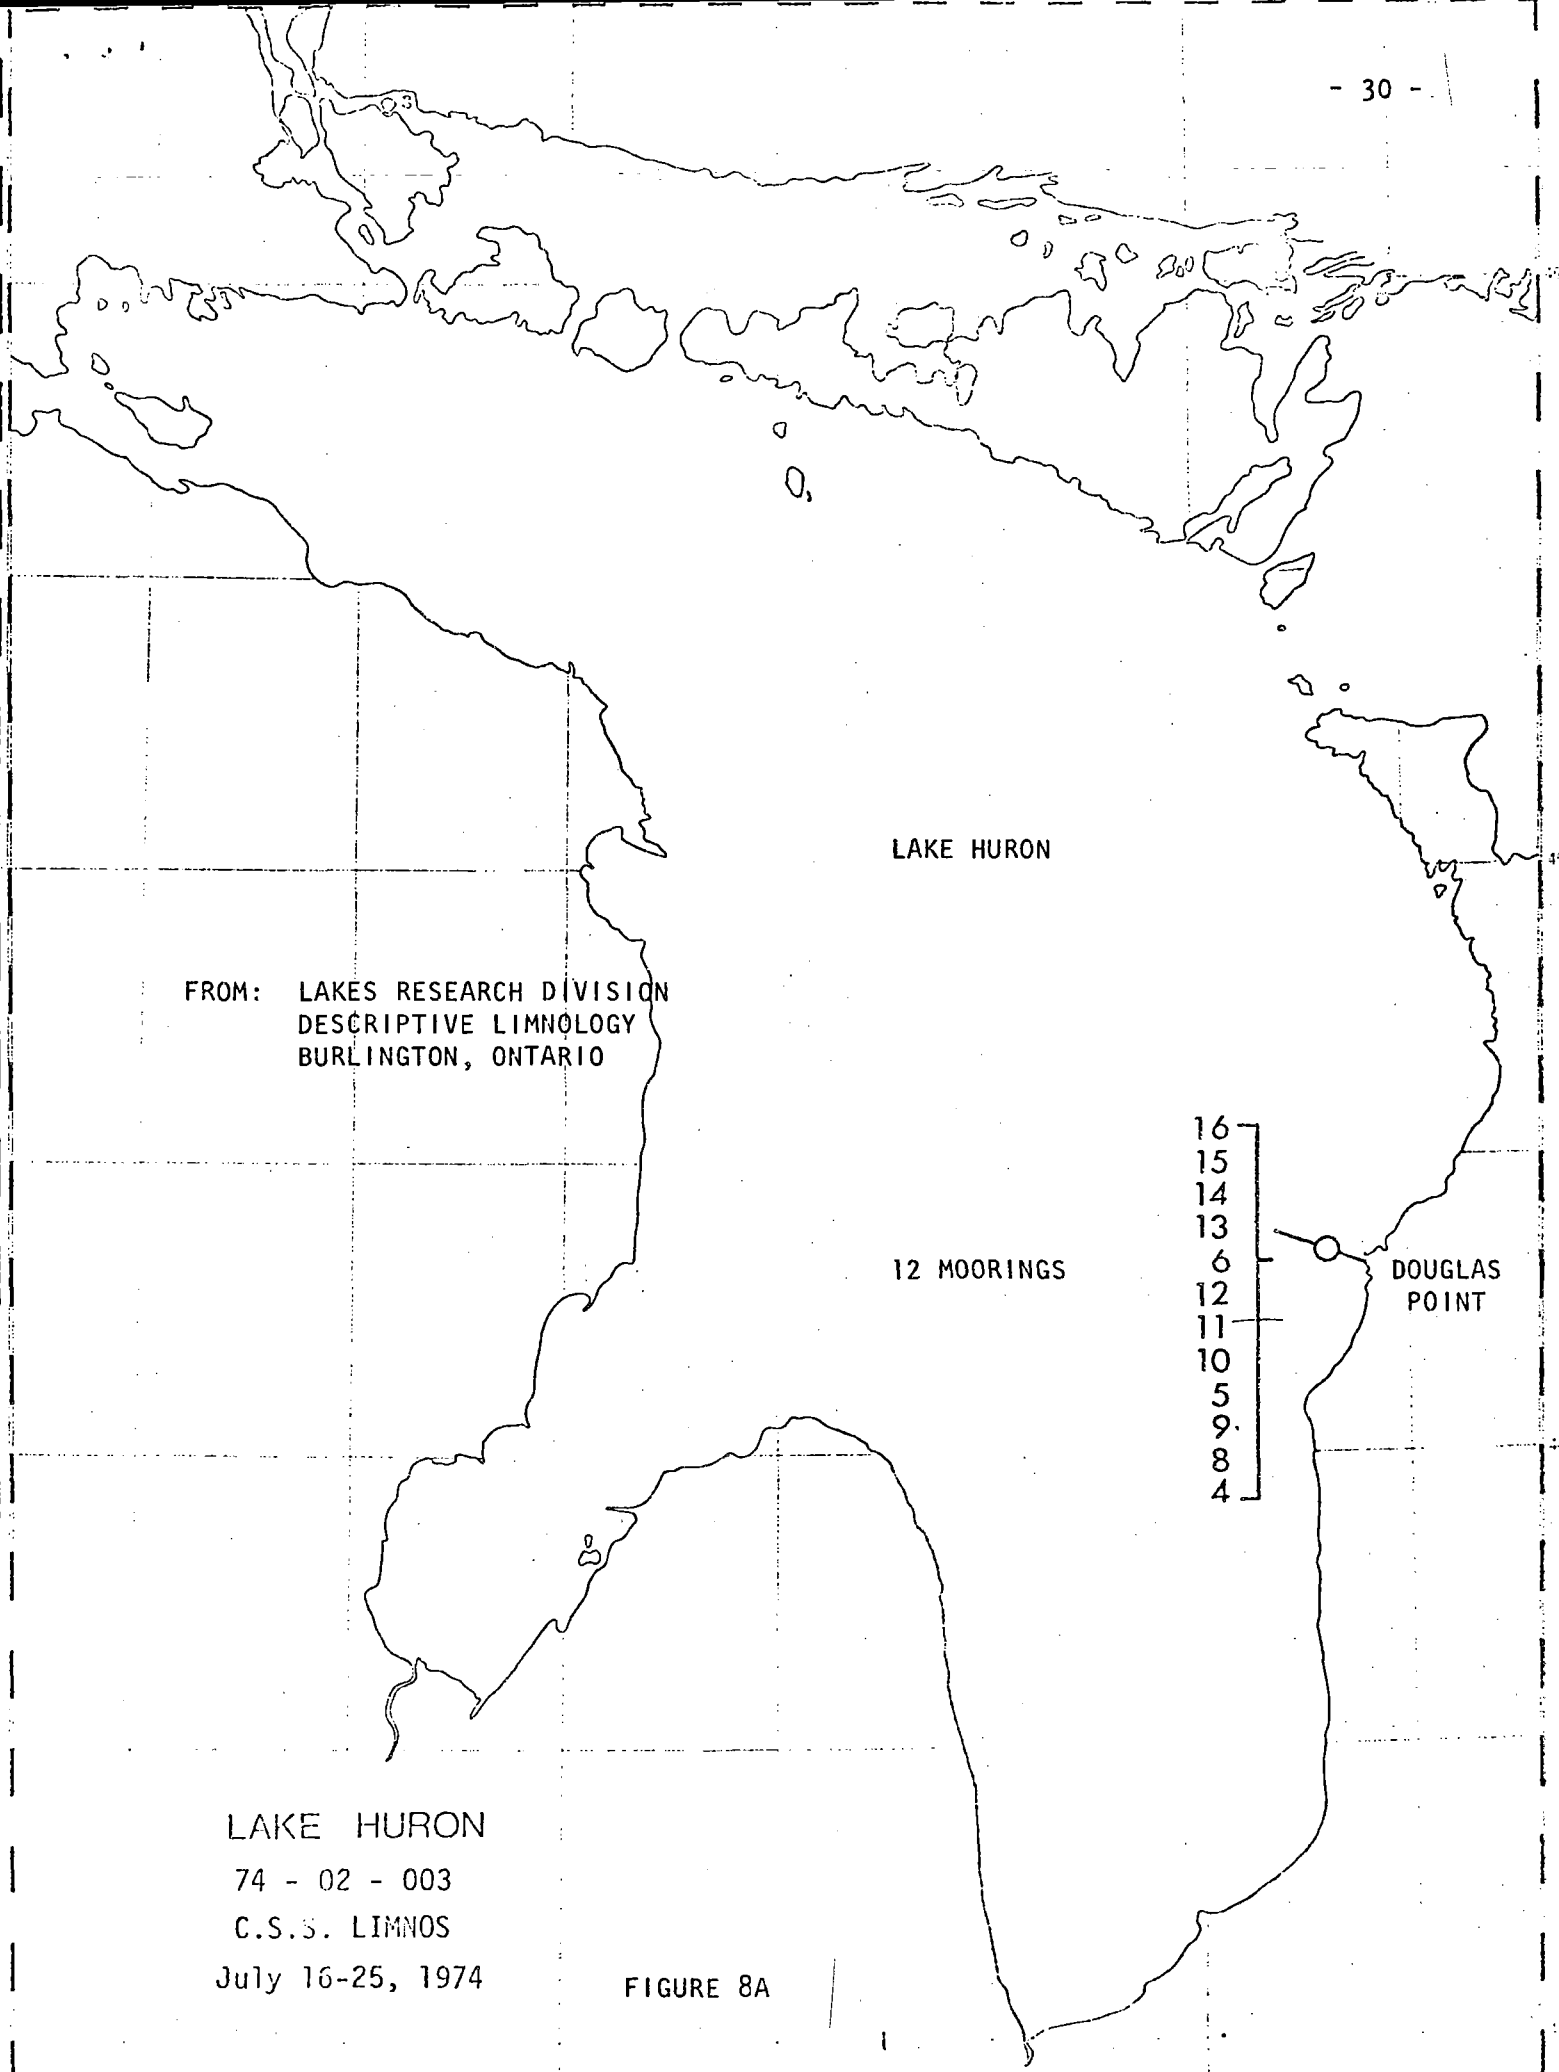 - 30 -
LAKE HURON
FROM: LAKES RESEARCH DIVISION
DESCRIPTIVE LIMNOLOGY
BURLINGTON, ONTARIO
16
15
14
13
6
12
11
10
5
9
8
4
12 MOORINGS
DOUGLAS
POINT
LAKE HURON
74 - 02 - 003
C.S.S. LIMNOS
July 16-25, 1974
FIGURE 8A